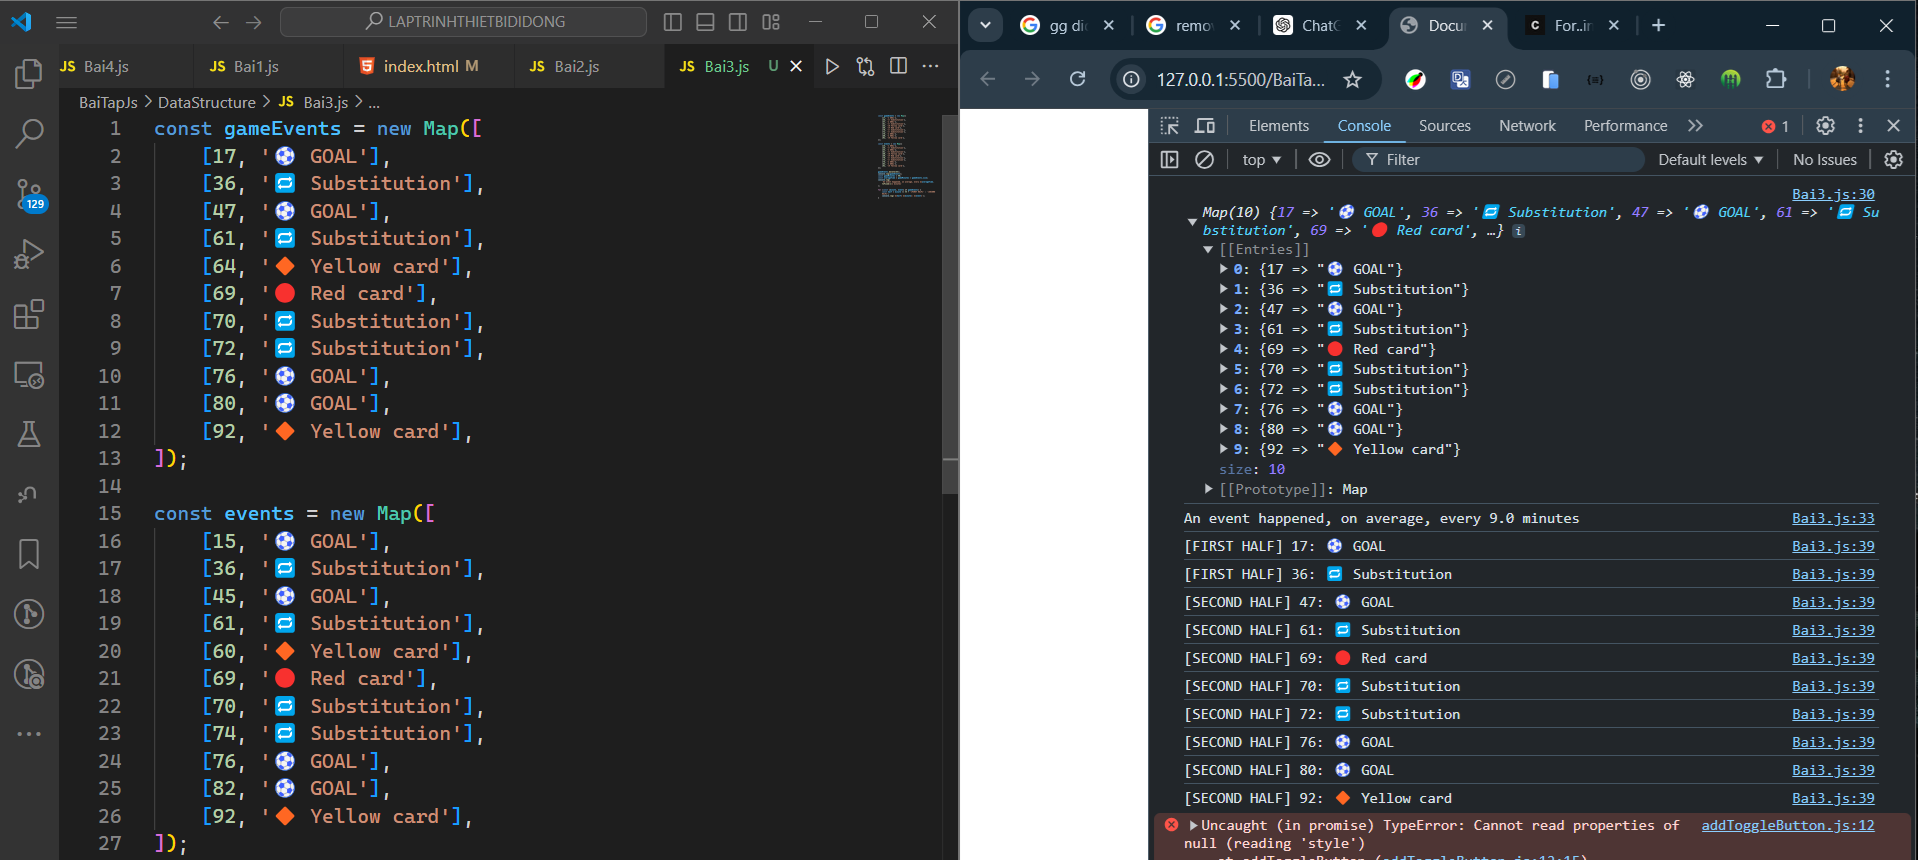 LAPTRINHTHIETBIDIDONG
JS Bai4.js
JS Bai1.js
index.html M
JS Bai2.js
JS Bai3.js U
BaiTapJs > DataStructure > JS Bai3.js > ...
129
1 const gameEvents = new Map([
2 [17, '⚽ GOAL'],
3 [36, '🔁 Substitution'],
4 [47, '⚽ GOAL'],
5 [61, '🔁 Substitution'],
6 [64, '🔶 Yellow card'],
7 [69, '🔴 Red card'],
8 [70, '🔁 Substitution'],
9 [72, '🔁 Substitution'],
10 [76, '⚽ GOAL'],
11 [80, '⚽ GOAL'],
12 [92, '🔶 Yellow card'],
13 ]);
14
15 const events = new Map([
16 [15, '⚽ GOAL'],
17 [36, '🔁 Substitution'],
18 [45, '⚽ GOAL'],
19 [61, '🔁 Substitution'],
20 [60, '🔶 Yellow card'],
21 [69, '🔴 Red card'],
22 [70, '🔁 Substitution'],
23 [74, '🔁 Substitution'],
24 [76, '⚽ GOAL'],
25 [82, '⚽ GOAL'],
26 [92, '🔶 Yellow card'],
27 ]);
gg di
remo
ChatG
Docu
For..in
127.0.0.1:5500/BaiTa...
Elements Console Sources Network Performance 1
top Filter Default levels No Issues
Bai3.js:30
Map(10) {17 => '⚽ GOAL', 36 => '🔁 Substitution', 47 => '⚽ GOAL', 61 => '🔁 Su
bstitution', 69 => '🔴 Red card', …} i
[[Entries]]
0: {17 => "⚽ GOAL"}
1: {36 => "🔁 Substitution"}
2: {47 => "⚽ GOAL"}
3: {61 => "🔁 Substitution"}
4: {69 => "🔴 Red card"}
5: {70 => "🔁 Substitution"}
6: {72 => "🔁 Substitution"}
7: {76 => "⚽ GOAL"}
8: {80 => "⚽ GOAL"}
9: {92 => "🔶 Yellow card"}
size: 10
[[Prototype]]: Map
An event happened, on average, every 9.0 minutes Bai3.js:33
[FIRST HALF] 17: ⚽ GOAL Bai3.js:39
[FIRST HALF] 36: 🔁 Substitution Bai3.js:39
[SECOND HALF] 47: ⚽ GOAL Bai3.js:39
[SECOND HALF] 61: 🔁 Substitution Bai3.js:39
[SECOND HALF] 69: 🔴 Red card Bai3.js:39
[SECOND HALF] 70: 🔁 Substitution Bai3.js:39
[SECOND HALF] 72: 🔁 Substitution Bai3.js:39
[SECOND HALF] 76: ⚽ GOAL Bai3.js:39
[SECOND HALF] 80: ⚽ GOAL Bai3.js:39
[SECOND HALF] 92: 🔶 Yellow card Bai3.js:39
Uncaught (in promise) TypeError: Cannot read properties of addToggleButton.js:12
null (reading 'style')